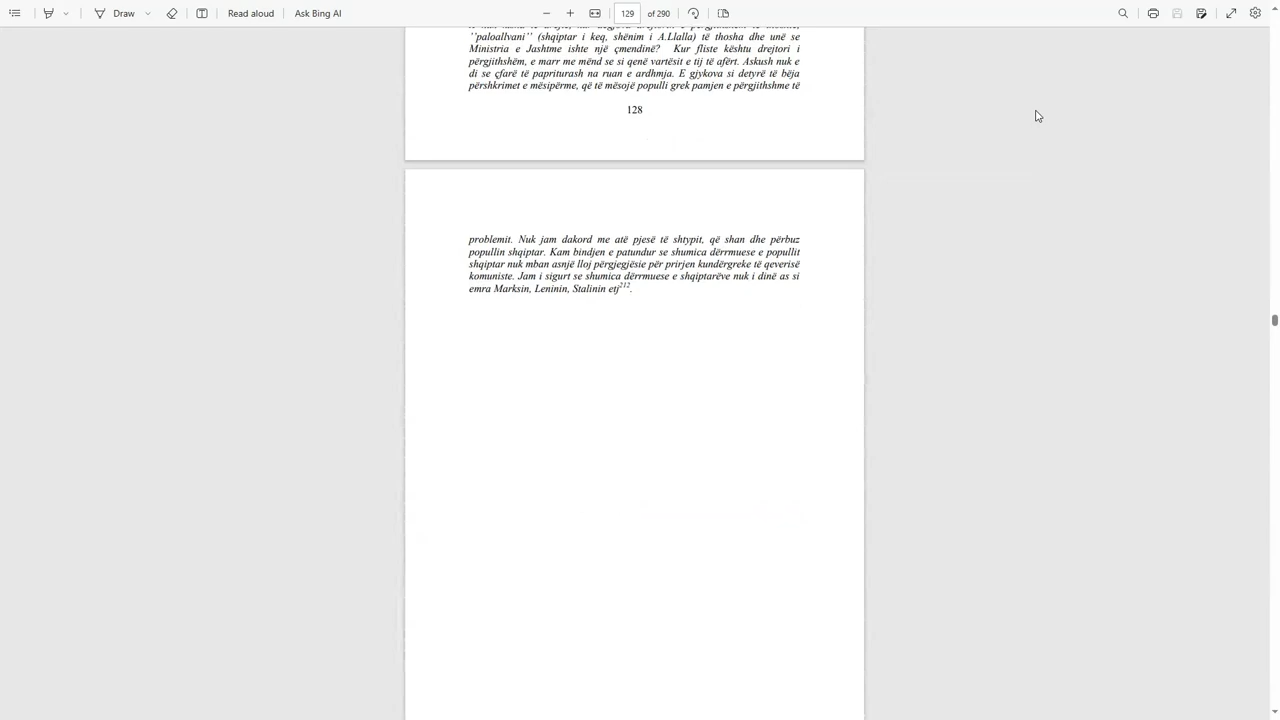 Draw
Read aloud
Ask Bing AI
129 of 290
''paloallvani'' (shqiptar i keq, shënim i A.Llalla) të thosha dhe unë se
Ministria e Jashtme ishte një çmendinë? Kur fliste kështu drejtori i
përgjithshëm, e marr me mënd se si qenë vartësit e tij të afërt. Askush nuk e
di se çfarë të papriturash na ruan e ardhmja. E gjykova si detyrë të bëja
përshkrimet e mësipërme, që të mësojë populli grek pamjen e përgjithshme të
128
problemit. Nuk jam dakord me atë pjesë të shtypit, që shan dhe përbuz
popullin shqiptar. Kam bindjen e patundur se shumica dërrmuese e popullit
shqiptar nuk mban asnjë lloj përgjegjësie për prirjen kundërgreke të qeverisë
komuniste. Jam i sigurt se shumica dërrmuese e shqiptarëve nuk i dinë as si
emra Marksin, Leninin, Stalinin etj212.